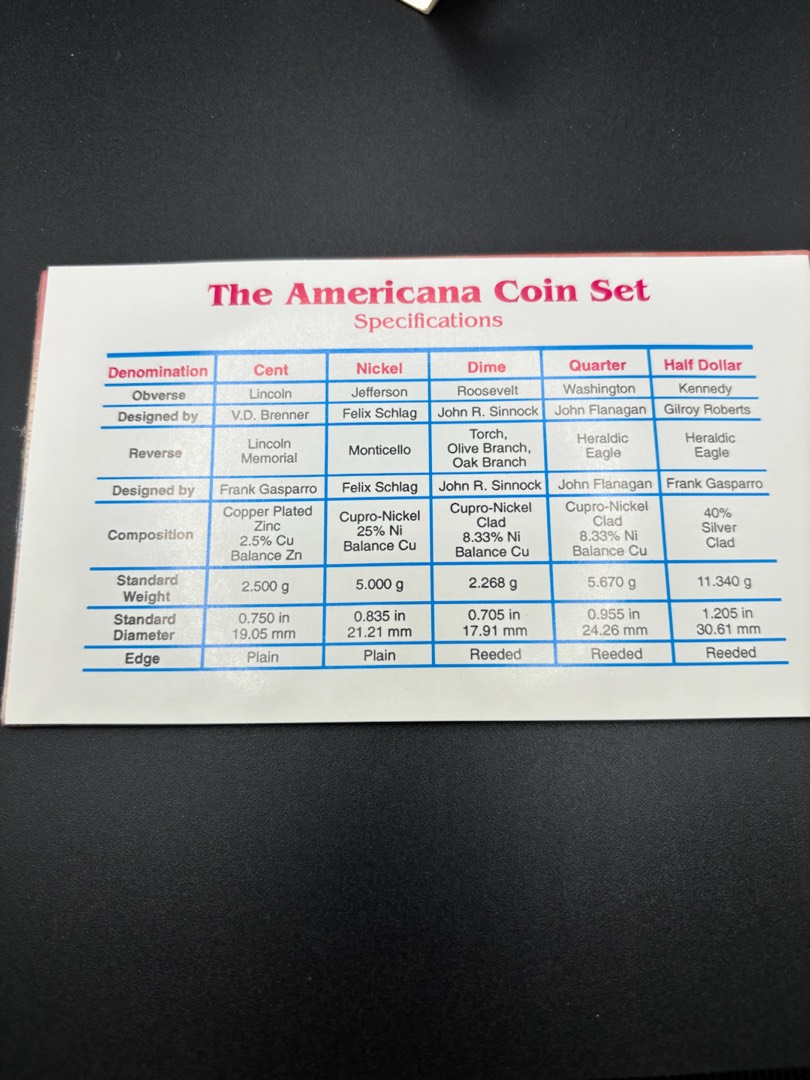 The Americana Coin Set
Specifications
Denomination Cent Nickel Dime Quarter Half Dollar
Obverse Lincoln Jefferson Roosevelt Washington Kennedy
Designed by V.D. Brenner Felix Schlag John R. Sinnock John Flanagan Gilroy Roberts
Reverse Lincoln Memorial Monticello Torch, Olive Branch, Oak Branch Heraldic Eagle Heraldic Eagle
Designed by Frank Gasparro Felix Schlag John R. Sinnock John Flanagan Frank Gasparro
Composition Copper Plated Zinc 2.5% Cu Balance Zn Cupro-Nickel 25% Ni Balance Cu Cupro-Nickel Clad 8.33% Ni Balance Cu Cupro-Nickel Clad 8.33% Ni Balance Cu 40% Silver Clad
Standard Weight 2.500 g 5.000 g 2.268 g 5.670 g 11.340 g
Standard Diameter 0.750 in 19.05 mm 0.835 in 21.21 mm 0.705 in 17.91 mm 0.955 in 24.26 mm 1.205 in 30.61 mm
Edge Plain Plain Reeded Reeded Reeded